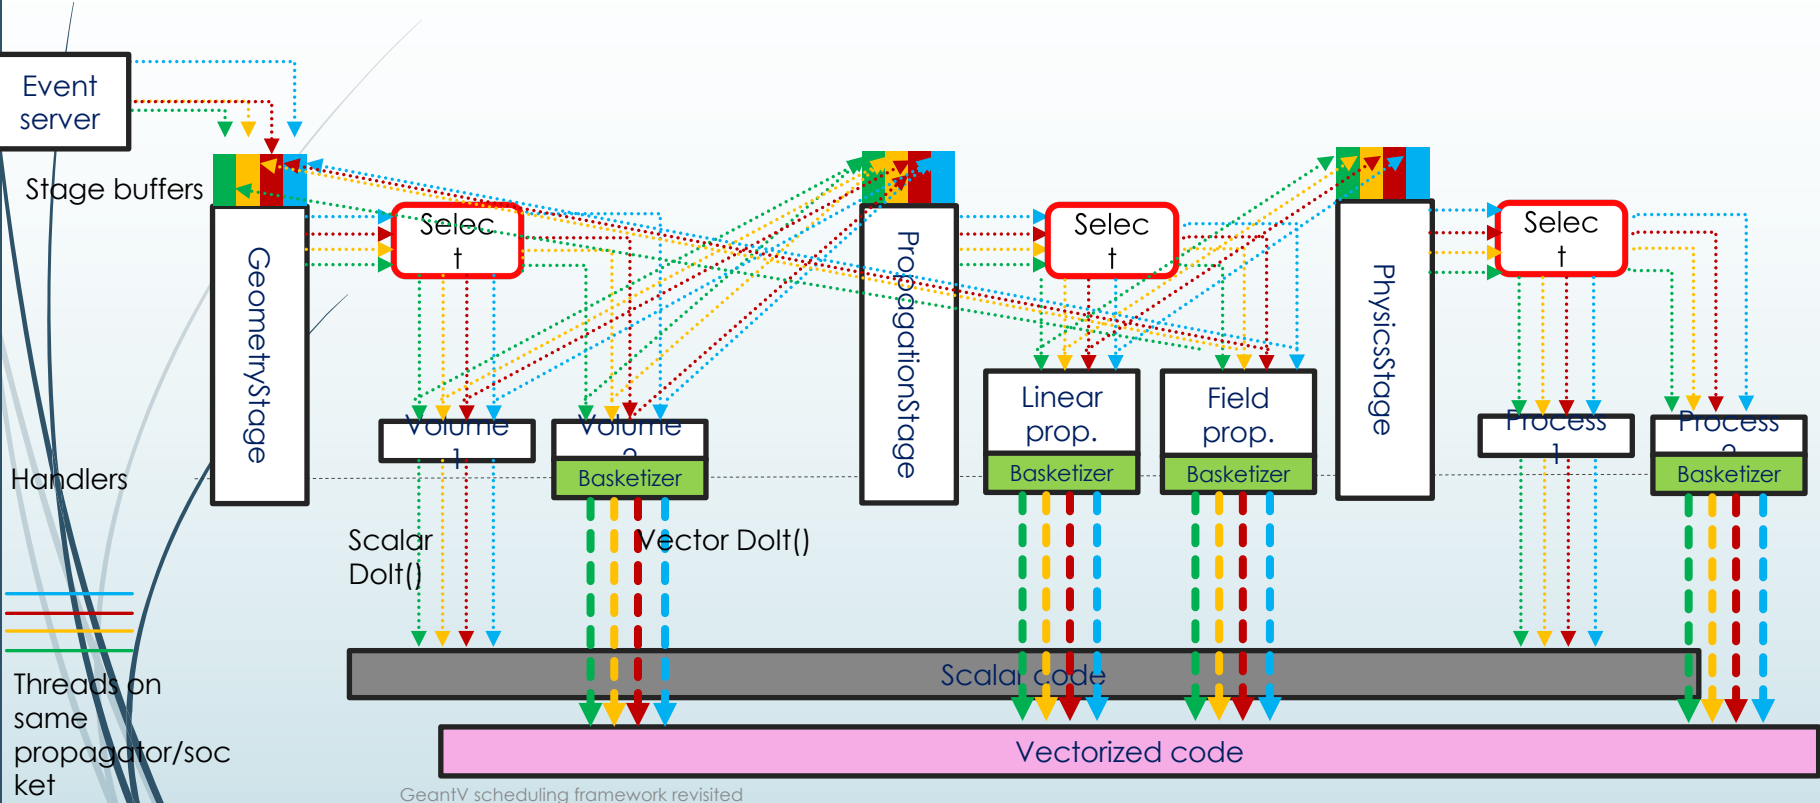 Event
server
Stage buffers
GeometryStage
Selec
t
Volume
1
Volume
Basketizer
PropagationStage
Selec
t
Linear
prop.
Basketizer
Field
prop.
Basketizer
PhysicsStage
Selec
t
Process
1
Process
Basketizer
Handlers
Scalar
DoIt()
Vector DoIt()
Scalar code
Vectorized code
Threads on
same
propagator/soc
ket
GeantV scheduling framework revisited